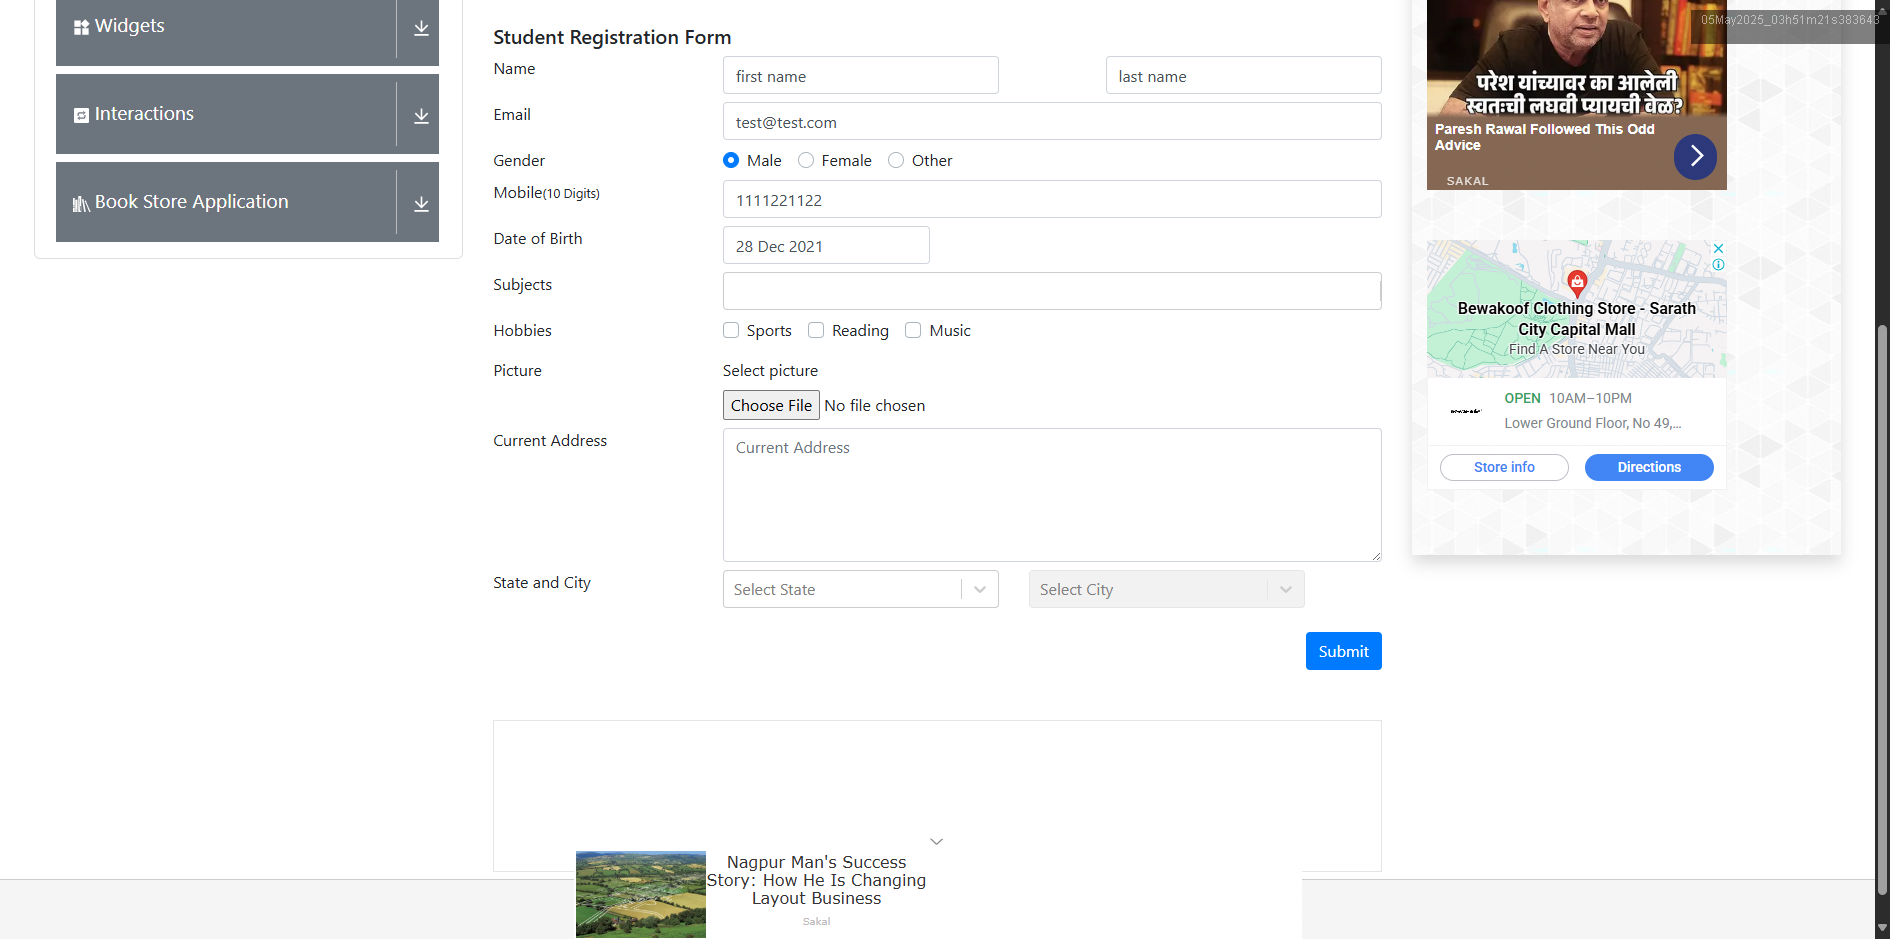 Widgets
Interactions
Book Store Application
Student Registration Form
Name
first name
last name
Email
test@test.com
Gender
Male
Female
Other
Mobile(10 Digits)
1111221122
Date of Birth
28 Dec 2021
Subjects
Hobbies
Sports
Reading
Music
Picture
Select picture
Choose File
No file chosen
Current Address
Current Address
State and City
Select State
Select City
Submit
Nagpur Man's Success
Story: How He Is Changing
Layout Business
Sakal
05May2025_03h51m21s383643
परेश यांच्यावर का आलेली
स्वतःची लघवी प्यायची वेळ?
Paresh Rawal Followed This Odd
Advice
SAKAL
Bewakoof Clothing Store - Sarath
City Capital Mall
Find A Store Near You
OPEN 10AM–10PM
Lower Ground Floor, No 49,...
Store info
Directions